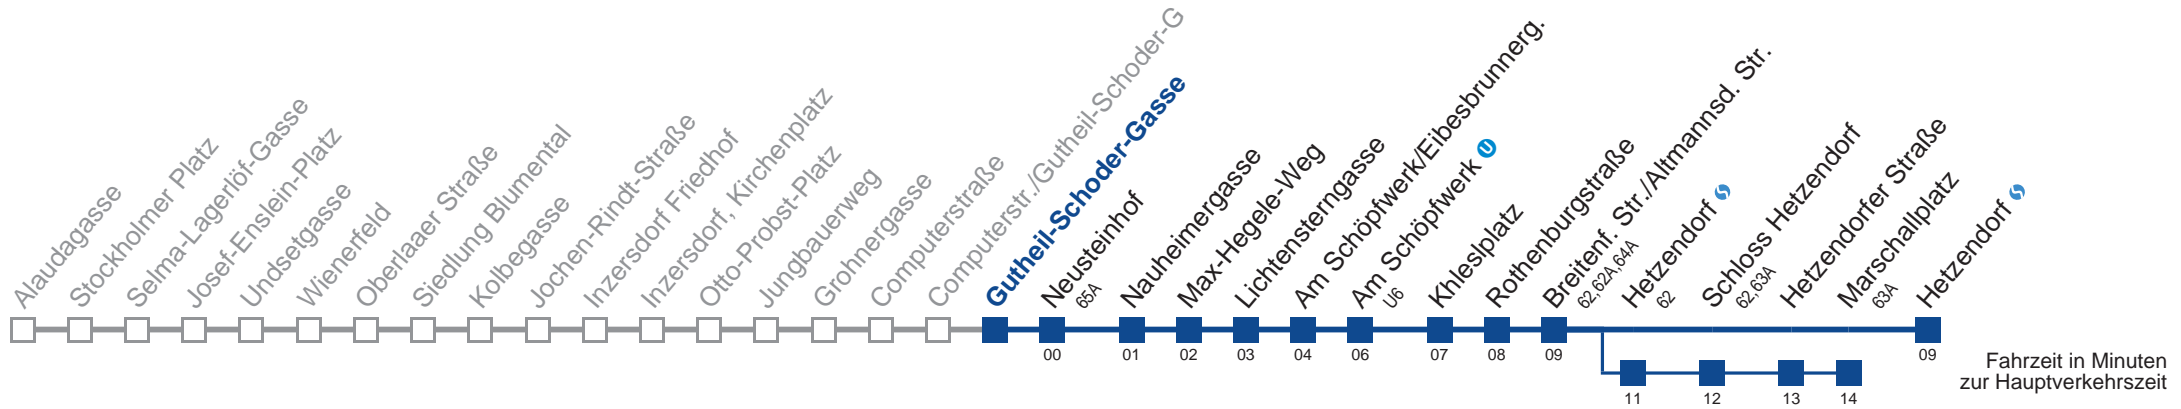 Alaudagasse
Stockholmer Platz
Selma-Lagerlöf-Gasse
Josef-Enslein-Platz
Undsetgasse
Wienerfeld
Oberlaaer Straße
Siedlung Blumental
Kolbegasse
Jochen-Rindt-Straße
Inzersdorf Friedhof
Inzersdorf, Kirchenplatz
Otto-Probst-Platz
Jungbauerweg
Grohnergasse
Computerstraße
Computerstr./Gutheil-Schoder-G
Gutheil-Schoder-Gasse
Neusteinhof
65A
Nauheimergasse
Max-Hegele-Weg
Lichtensterngasse
Am Schöpfwerk/Eibesbrunnerg.
Am Schöpfwerk U
U6
Khleslplatz
Rothenburgstraße
Breitenf. Str./Altmannsd. Str.
62,62A,64A
Hetzendorf S
62
Schloss Hetzendorf
62,63A
Hetzendorfer Straße
Marschallplatz
63A
Hetzendorf S
00 01 02 03 04 06 07 08 09 09
11 12 13 14
Fahrzeit in Minuten
zur Hauptverkehrszeit